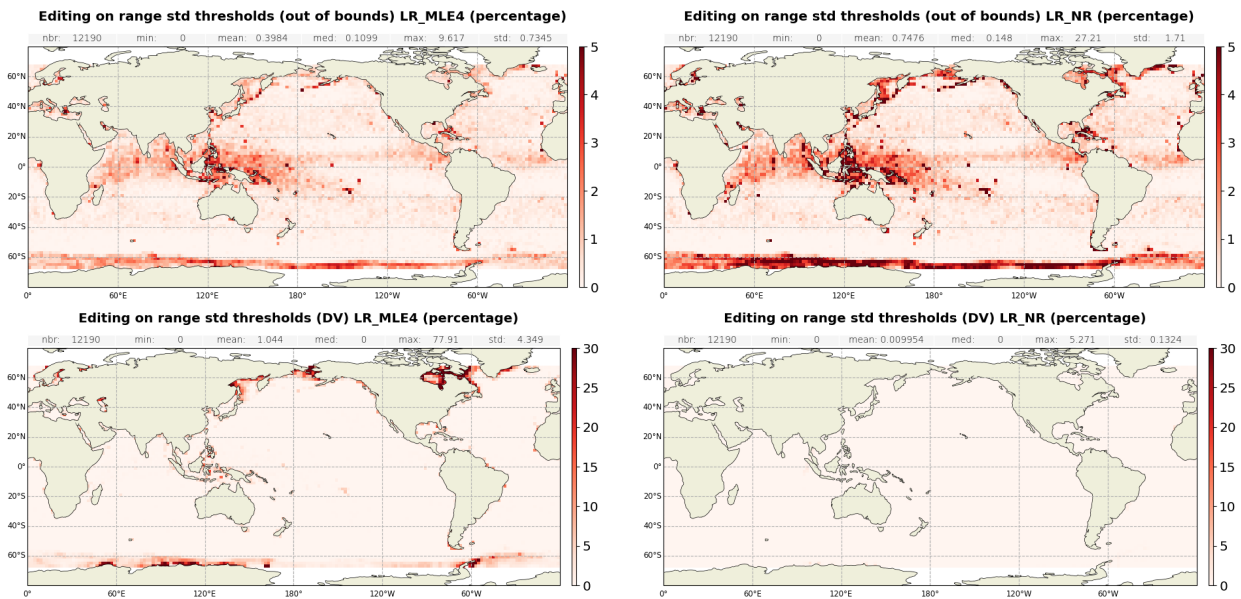 Editing on range std thresholds (out of bounds) LR_MLE4 (percentage)
nbr: 12190 min: 0 mean: 0.3984 med: 0.1099 max: 9.617 std: 0.7345
60°N
40°N
20°N
0°
20°S
40°S
60°S
0° 60°E 120°E 180° 120°W 60°W
5
4
3
2
1
0
Editing on range std thresholds (out of bounds) LR_NR (percentage)
nbr: 12190 min: 0 mean: 0.7476 med: 0.148 max: 27.21 std: 1.71
60°N
40°N
20°N
0°
20°S
40°S
60°S
0° 60°E 120°E 180° 120°W 60°W
5
4
3
2
1
0
Editing on range std thresholds (DV) LR_MLE4 (percentage)
nbr: 12190 min: 0 mean: 1.044 med: 0 max: 77.91 std: 4.349
60°N
40°N
20°N
0°
20°S
40°S
60°S
0° 60°E 120°E 180° 120°W 60°W
30
25
20
15
10
5
0
Editing on range std thresholds (DV) LR_NR (percentage)
nbr: 12190 min: 0 mean: 0.009954 med: 0 max: 5.271 std: 0.1324
60°N
40°N
20°N
0°
20°S
40°S
60°S
0° 60°E 120°E 180° 120°W 60°W
30
25
20
15
10
5
0